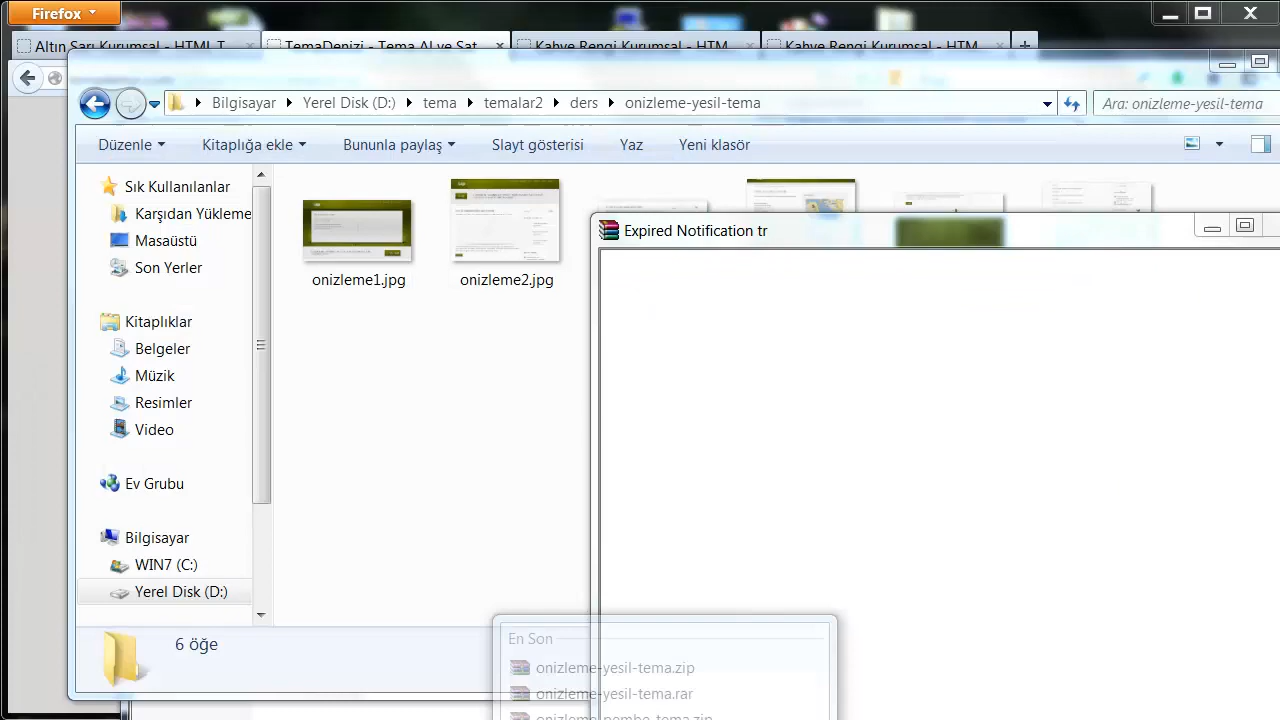 Firefox
Altın Sarı Kurumsal - HTML T
TemaDenizi - Tema Al ve Sat
Kahve Rengi Kurumsal - HTM
Kahve Rengi Kurumsal - HTM
Bilgisayar
Yerel Disk (D:)
tema
temalar2
ders
onizleme-yesil-tema
Ara: onizleme-yesil-tema
Düzenle
Kitaplığa ekle
Bununla paylaş
Slayt gösterisi
Yaz
Yeni klasör
Sık Kullanılanlar
Karşıdan Yükleme
Masaüstü
Son Yerler
Kitaplıklar
Belgeler
Müzik
Resimler
Video
Ev Grubu
Bilgisayar
WIN7 (C:)
Yerel Disk (D:)
onizleme1.jpg
onizleme2.jpg
Expired Notification tr
6 öğe
En Son
onizleme-yesil-tema.zip
onizleme-yesil-tema.rar
onizleme-pembe-tema.zip